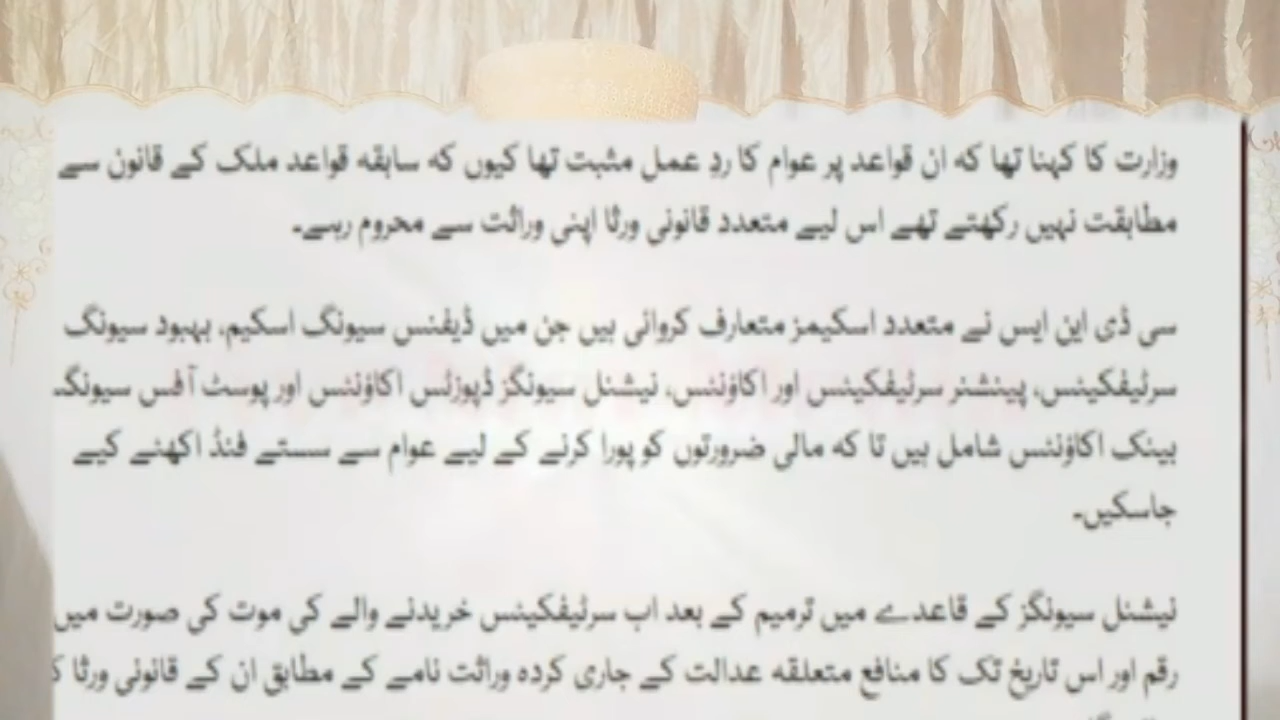 وزارت کا کہنا تھا کہ ان قواعد پر عوام کا ردِ عمل مثبت تھا کیوں کہ سابقہ قواعد ملک کے قانون سے
مطابقت نہیں رکھتے تھے اس لیے متعدد قانونی ورثا اپنی وراثت سے محروم رہے۔
سی ڈی این ایس نے متعدد اسکیمز متعارف کروائی ہیں جن میں ڈیفنس سیونگ اسکیم، بہبود سیونگ
سرٹیفکیٹس، پینشنر سرٹیفکیٹس اور اکاؤنٹس، نیشنل سیونگز ڈپوزٹس اکاؤنٹس اور پوسٹ آفس سیونگ
بینک اکاؤنٹس شامل ہیں تا کہ مالی ضرورتوں کو پورا کرنے کے لیے عوام سے سستے فنڈ اکھٹے کیے
جاسکیں۔
نیشنل سیونگز کے قاعدے میں ترمیم کے بعد اب سرٹیفکیٹس خریدنے والے کی موت کی صورت میں
رقم اور اس تاریخ تک کا منافع متعلقہ عدالت کے جاری کردہ وراثت نامے کے مطابق ان کے قانونی ورثا